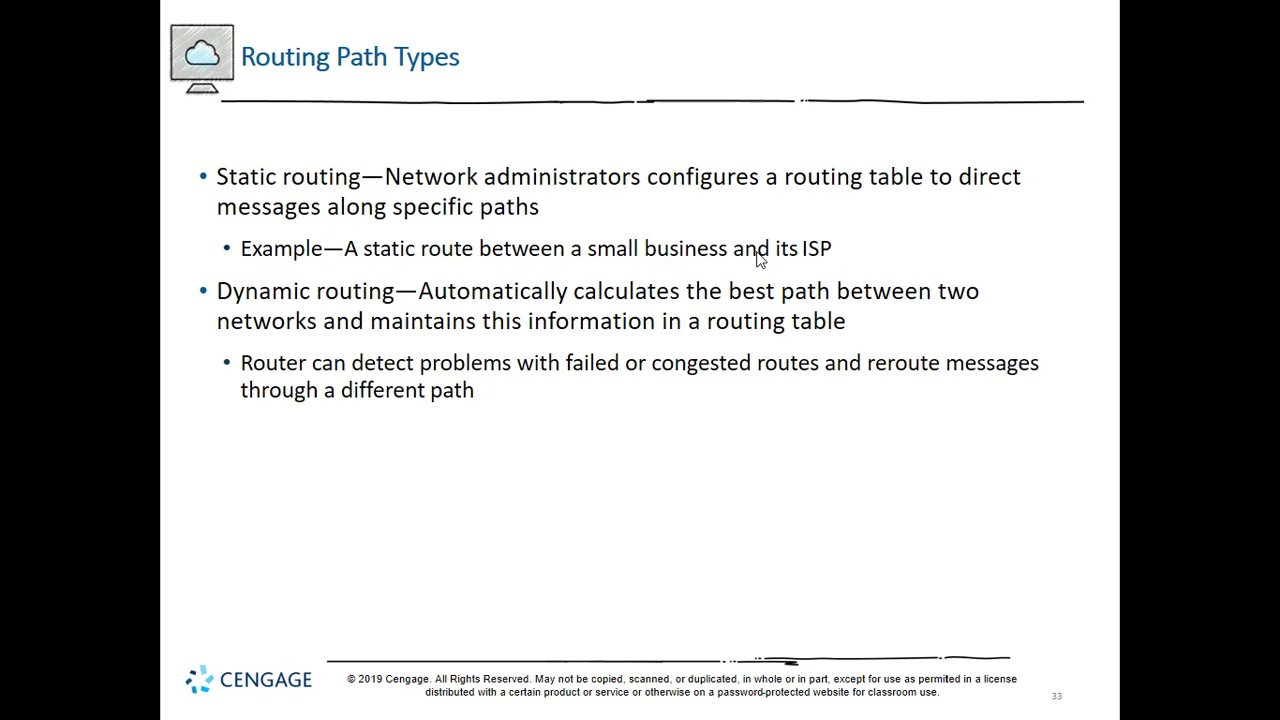 Routing Path Types
• Static routing—Network administrators configures a routing table to direct
messages along specific paths
• Example—A static route between a small business and its ISP
• Dynamic routing—Automatically calculates the best path between two
networks and maintains this information in a routing table
• Router can detect problems with failed or congested routes and reroute messages
through a different path
CENGAGE
© 2019 Cengage. All Rights Reserved. May not be copied, scanned, or duplicated, in whole or in part, except for use as permitted in a license
distributed with a certain product or service or otherwise on a password-protected website for classroom use.
33